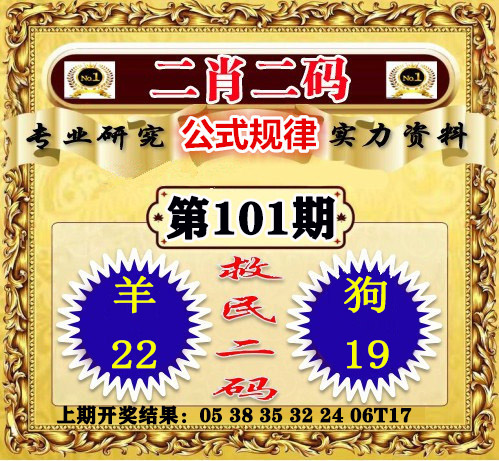 No.1 二肖二码 No.1
专业研究 公式规律 实力资料
第101期
羊
22
救民二码
狗
19
上期开奖结果：05 38 35 32 24 06T17